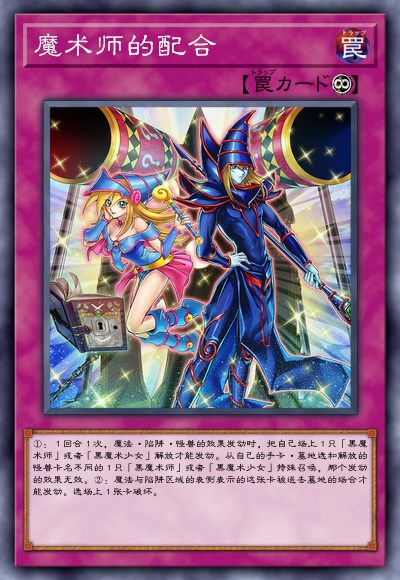 魔术师的配合
トラップ
罠
トラップ
【罠カード】
①：1回合1次，魔法·陷阱·怪兽的效果发动时，把自己场上1只「黑魔
术师」或者「黑魔术少女」解放才能发动。从自己的手卡·墓地选和解放的
怪兽卡名不同的1只「黑魔术师」或者「黑魔术少女」特殊召唤，那个发动
的效果无效。②：魔法与陷阱区域的表侧表示的这张卡被送去墓地的场合才
能发动。选场上1张卡破坏。